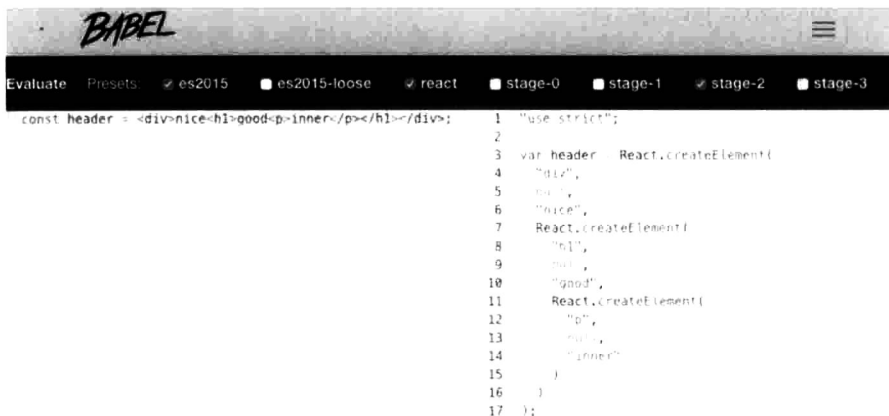 BABEL
Evaluate Presets: es2015 es2015-loose react stage-0 stage-1 stage-2 stage-3
const header = <div>nice<h1>good<p>inner</p></h1></div>;
1 "use strict";
2
3 var header = React.createElement(
4 "div",
5 null,
6 "nice",
7 React.createElement(
8 "h1",
9 null,
10 "good",
11 React.createElement(
12 "p",
13 null,
14 "inner"
15 )
16 )
17 );